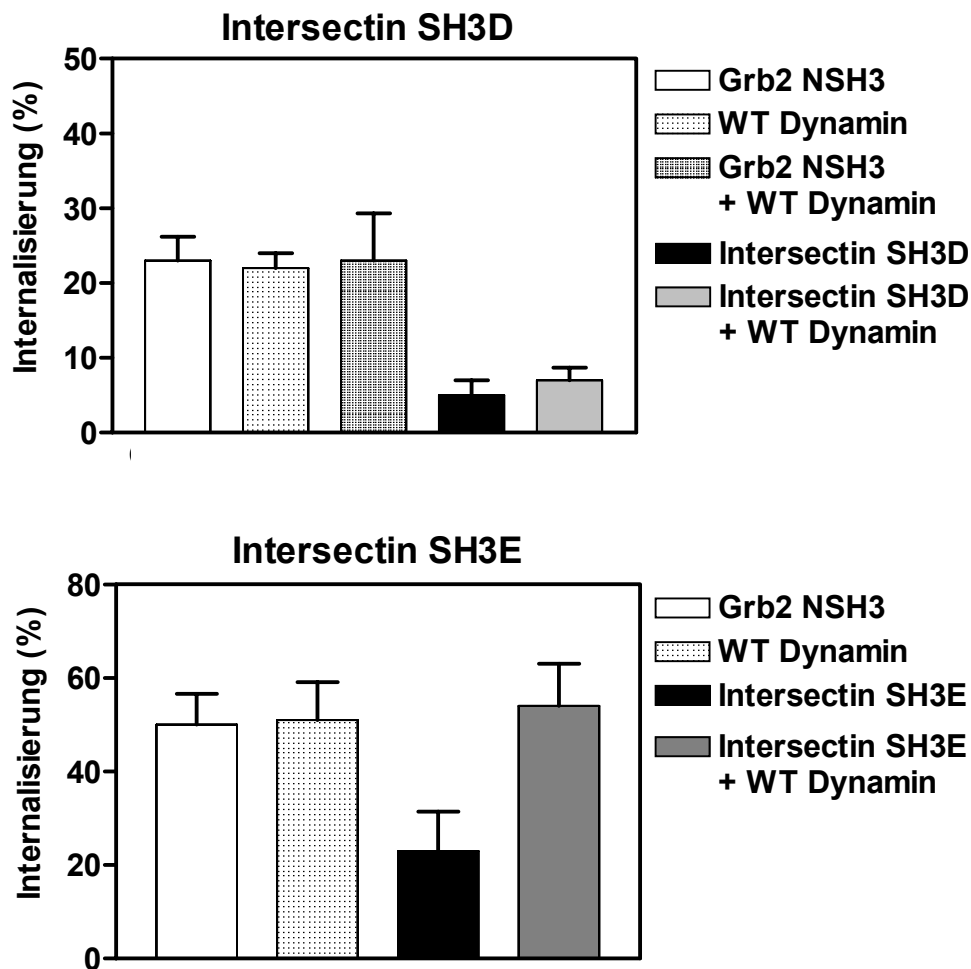 Intersectin SH3D
Internalisierung (%)
50
40
30
20
10
0
Grb2 NSH3
WT Dynamin
Grb2 NSH3
+ WT Dynamin
Intersectin SH3D
Intersectin SH3D
+ WT Dynamin
Intersectin SH3E
Internalisierung (%)
80
60
40
20
0
Grb2 NSH3
WT Dynamin
Intersectin SH3E
Intersectin SH3E
+ WT Dynamin